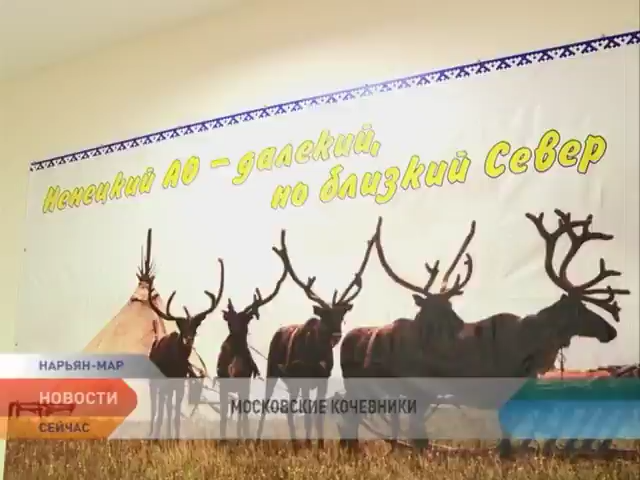 Ненецкий АО – далекий,
но близкий Север
НАРЬЯН-МАР
НОВОСТИ
СЕЙЧАС
МОСКОВСКИЕ КОЧЕВНИКИ